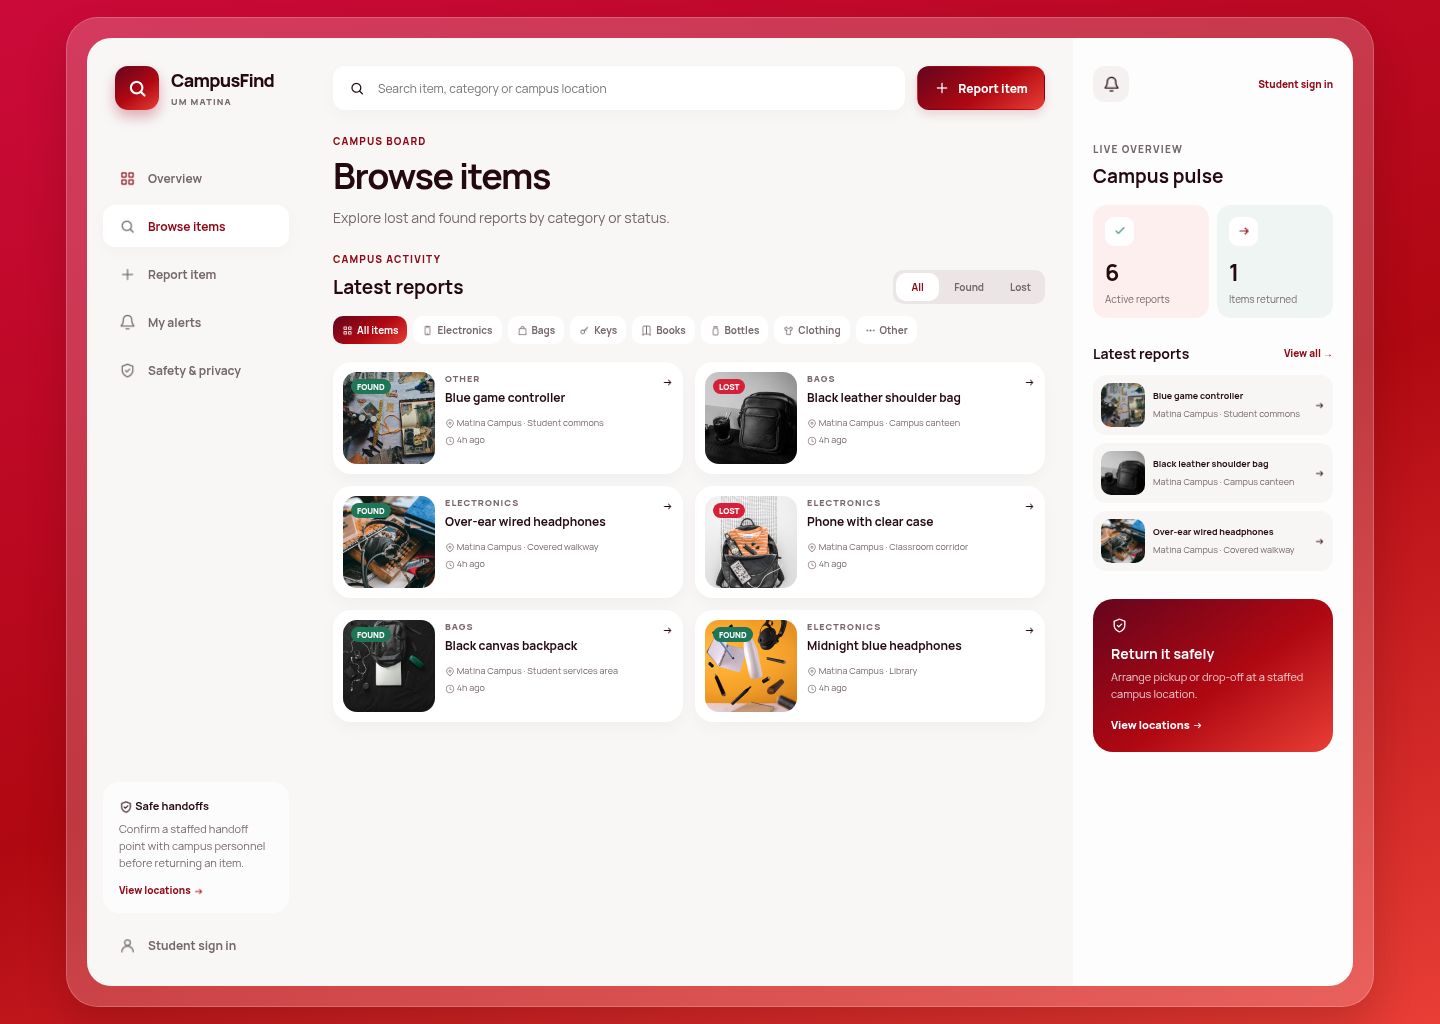 CampusFind
UM MATINA
Overview
Browse items
Report item
My alerts
Safety & privacy
Safe handoffs
Confirm a staffed handoff
point with campus personnel
before returning an item.
View locations →
Student sign in
Search item, category or campus location
Report item
CAMPUS BOARD
Browse items
Explore lost and found reports by category or status.
CAMPUS ACTIVITY
Latest reports
All Found Lost
All items Electronics Bags Keys Books Bottles Clothing Other
FOUND
OTHER
Blue game controller
Matina Campus · Student commons
4h ago
LOST
BAGS
Black leather shoulder bag
Matina Campus · Campus canteen
4h ago
FOUND
ELECTRONICS
Over-ear wired headphones
Matina Campus · Covered walkway
4h ago
LOST
ELECTRONICS
Phone with clear case
Matina Campus · Classroom corridor
4h ago
FOUND
BAGS
Black canvas backpack
Matina Campus · Student services area
4h ago
FOUND
ELECTRONICS
Midnight blue headphones
Matina Campus · Library
4h ago
Student sign in
LIVE OVERVIEW
Campus pulse
6
Active reports
1
Items returned
Latest reports
View all →
Blue game controller
Matina Campus · Student commons
Black leather shoulder bag
Matina Campus · Campus canteen
Over-ear wired headphones
Matina Campus · Covered walkway
Return it safely
Arrange pickup or drop-off at a staffed
campus location.
View locations →